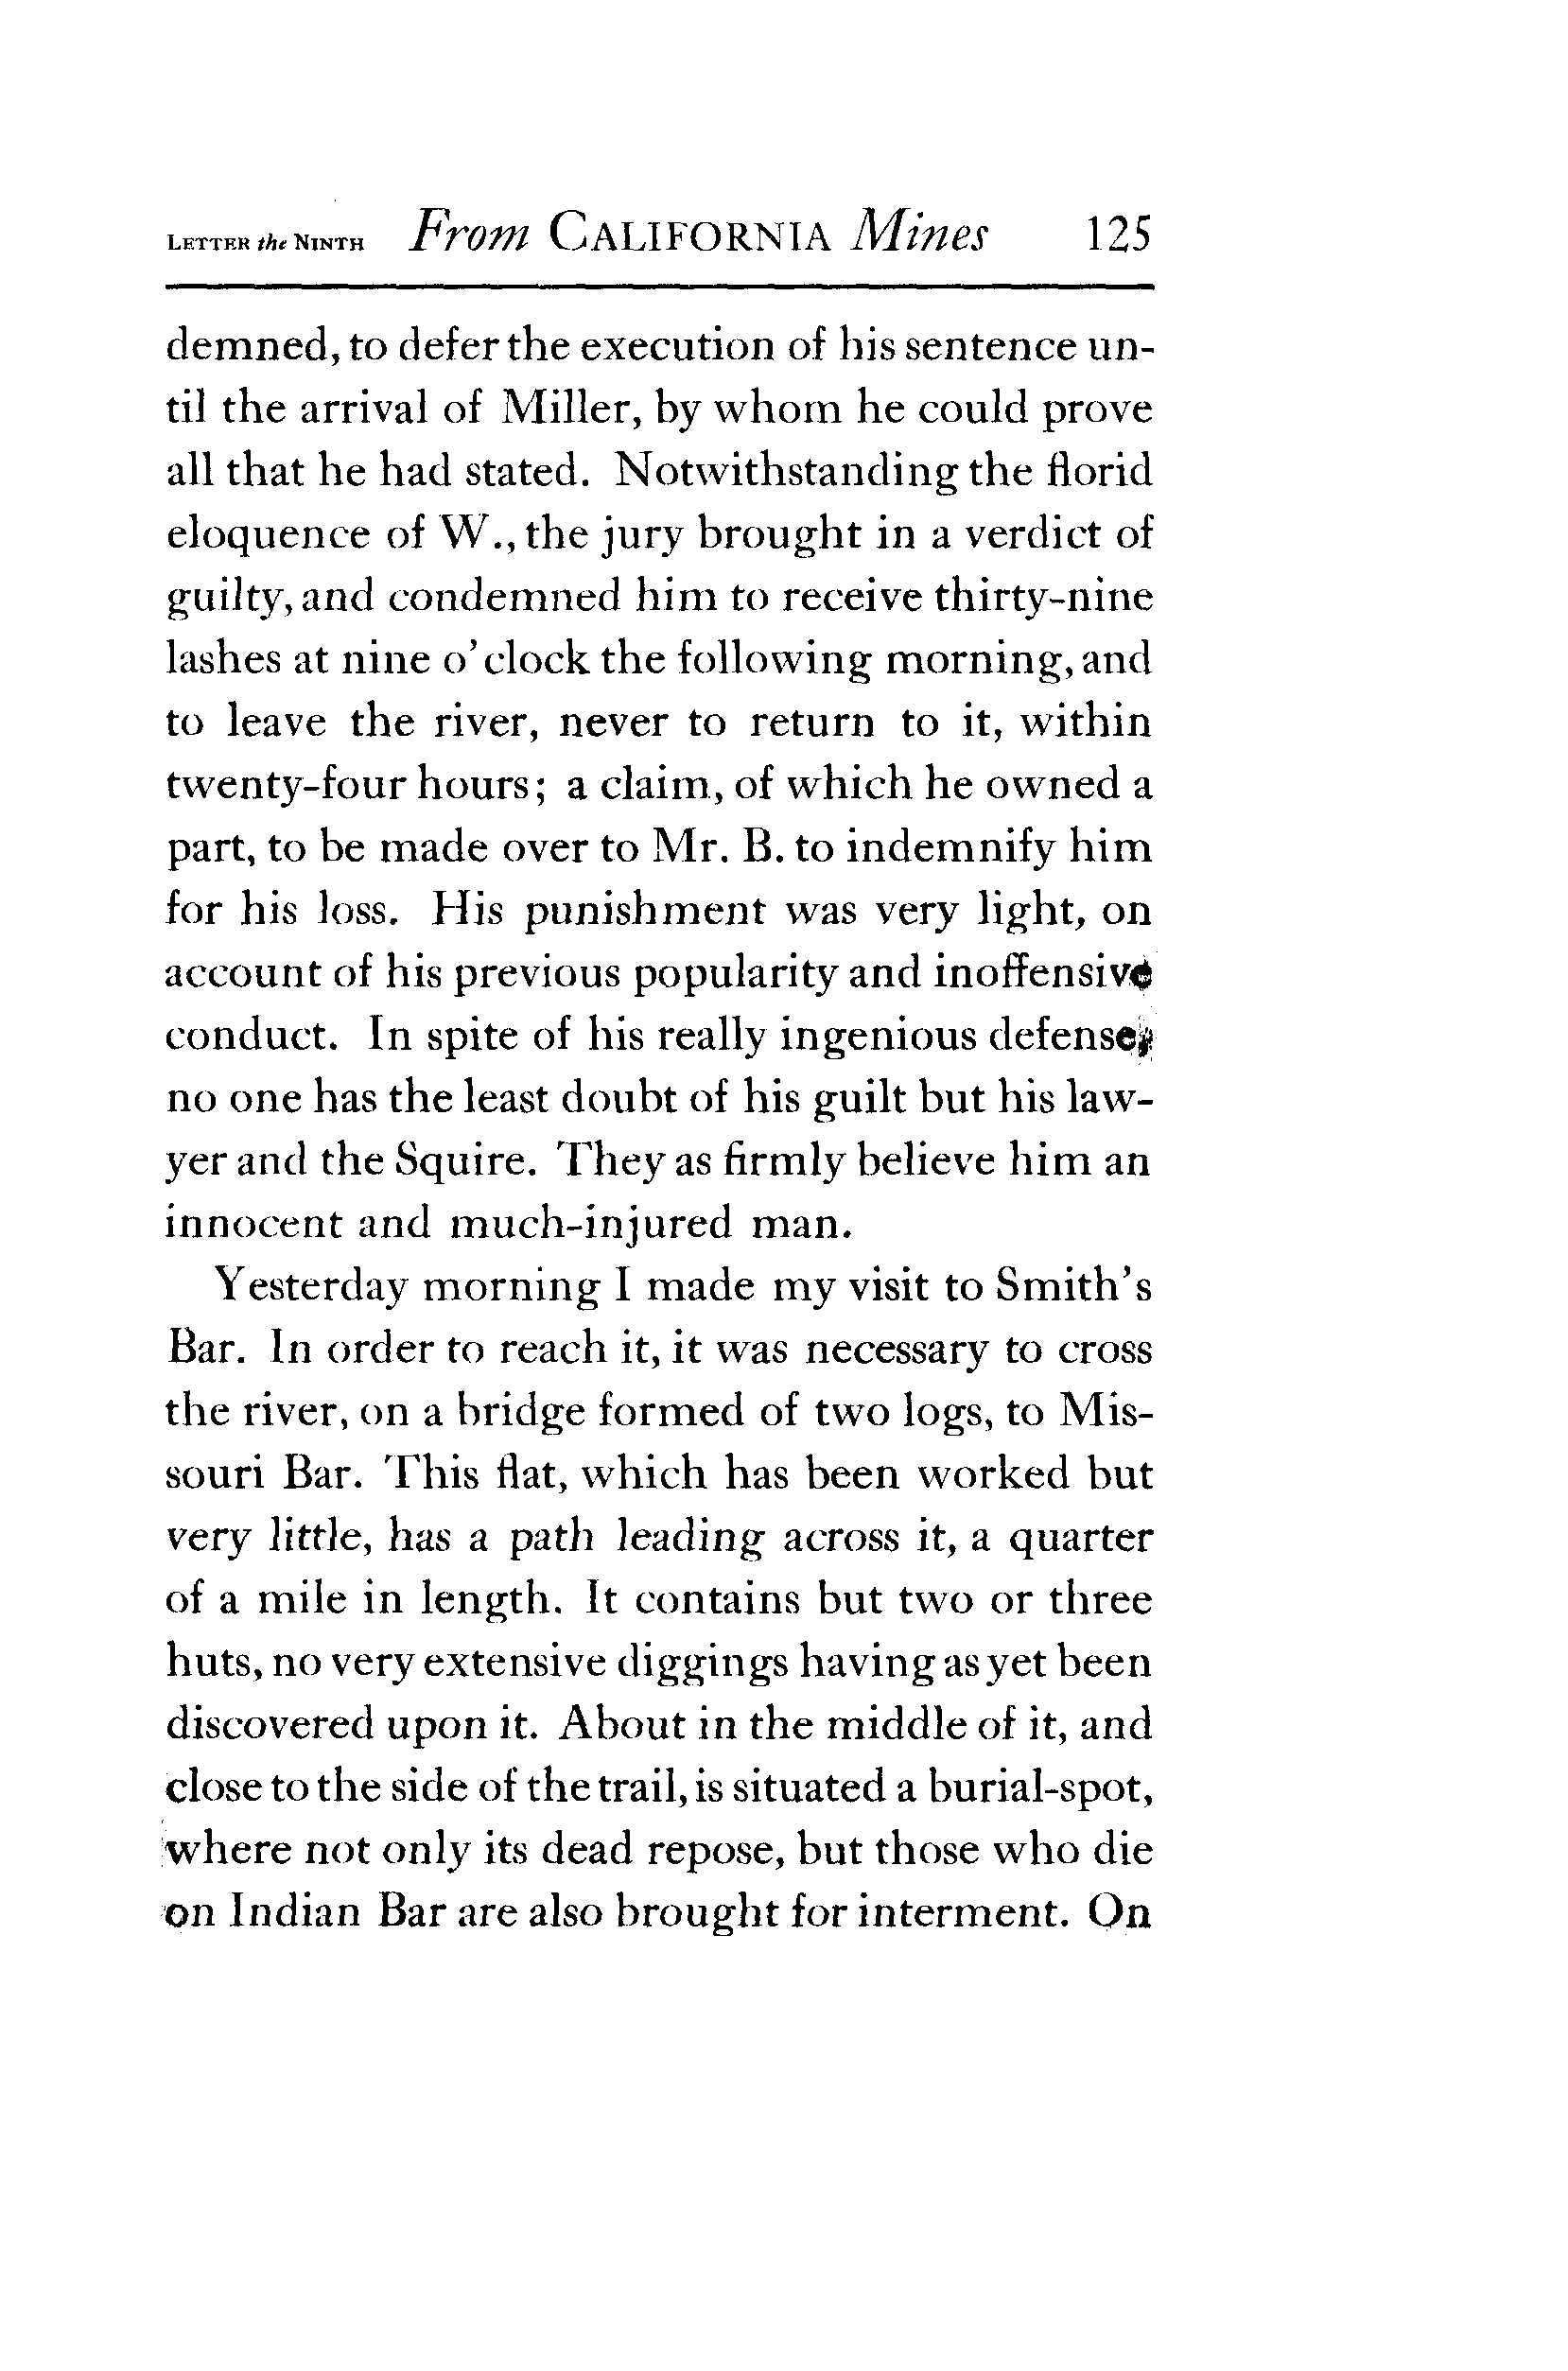 LETTER the NINTH From CALIFORNIA Mines 125
demned, to defer the execution of his sentence un-
til the arrival of Miller, by whom he could prove
all that he had stated. Notwithstanding the florid
eloquence of W., the jury brought in a verdict of
guilty, and condemned him to receive thirty-nine
lashes at nine o'clock the following morning, and
to leave the river, never to return to it, within
twenty-four hours; a claim, of which he owned a
part, to be made over to Mr. B. to indemnify him
for his loss. His punishment was very light, on
account of his previous popularity and inoffensive
conduct. In spite of his really ingenious defense,
no one has the least doubt of his guilt but his law-
yer and the Squire. They as firmly believe him an
innocent and much-injured man.
Yesterday morning I made my visit to Smith's
Bar. In order to reach it, it was necessary to cross
the river, on a bridge formed of two logs, to Mis-
souri Bar. This flat, which has been worked but
very little, has a path leading across it, a quarter
of a mile in length. It contains but two or three
huts, no very extensive diggings having as yet been
discovered upon it. About in the middle of it, and
close to the side of the trail, is situated a burial-spot,
where not only its dead repose, but those who die
on Indian Bar are also brought for interment. On